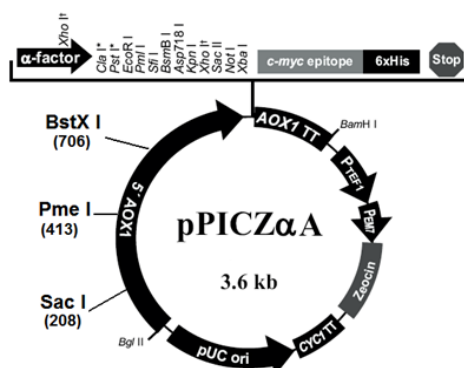 α-factor
Xho I†
Cla I*
Pst I*
EcoR I
Pml I
Sfi I
BsmB I
Asp718 I
Kpn I
Xho I†
Sac II
Not I
Xba I
c-myc epitope
6xHis
Stop
BstX I
(706)
AOX1 TT
BamH I
5´ AOX1
PTEF1
Pme I
(413)
pPICZαA
PEM7
3.6 kb
Zeocin
Sac I
(208)
Bgl II
pUC ori
CYC1 TT